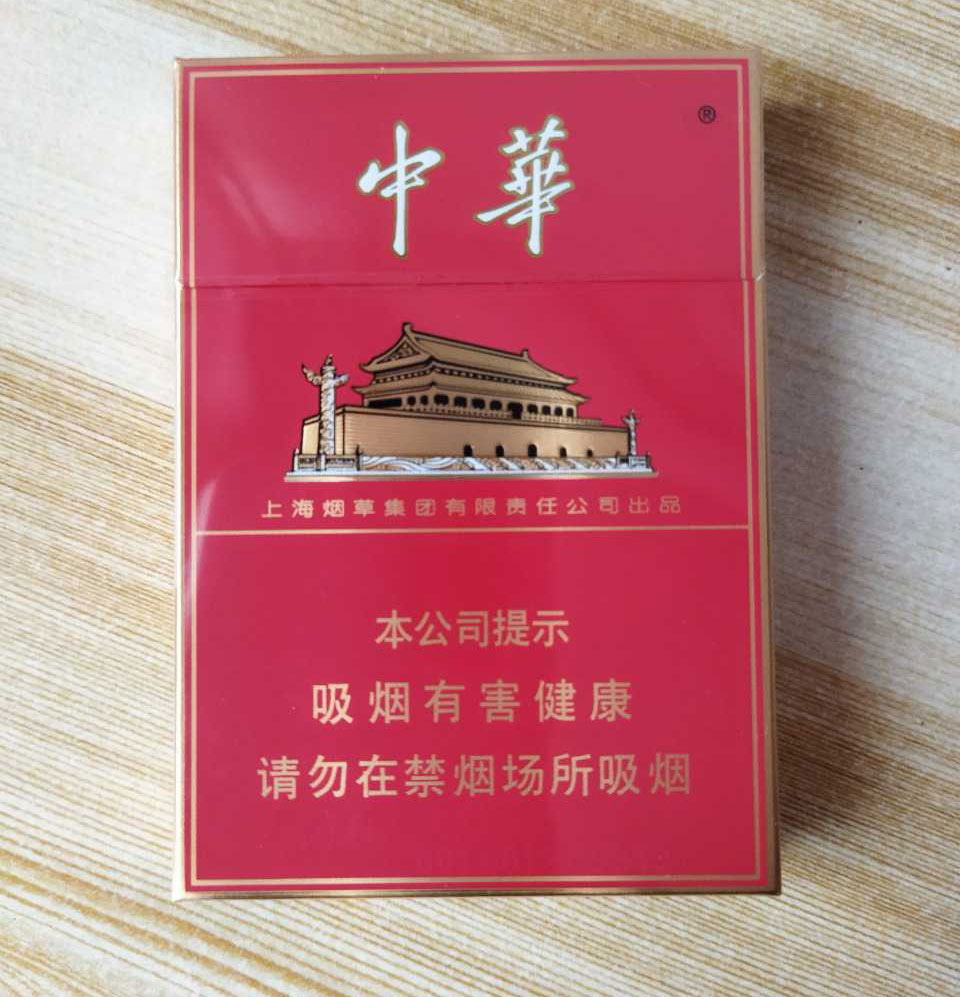 中華
®
上海烟草集团有限责任公司出品
本公司提示
吸烟有害健康
请勿在禁烟场所吸烟